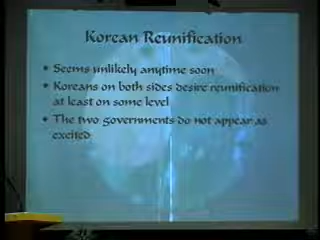 Korean Reunification
• Seems unlikely anytime soon
• Koreans on both sides desire reunification
at least on some level
• The two governments do not appear as
excited